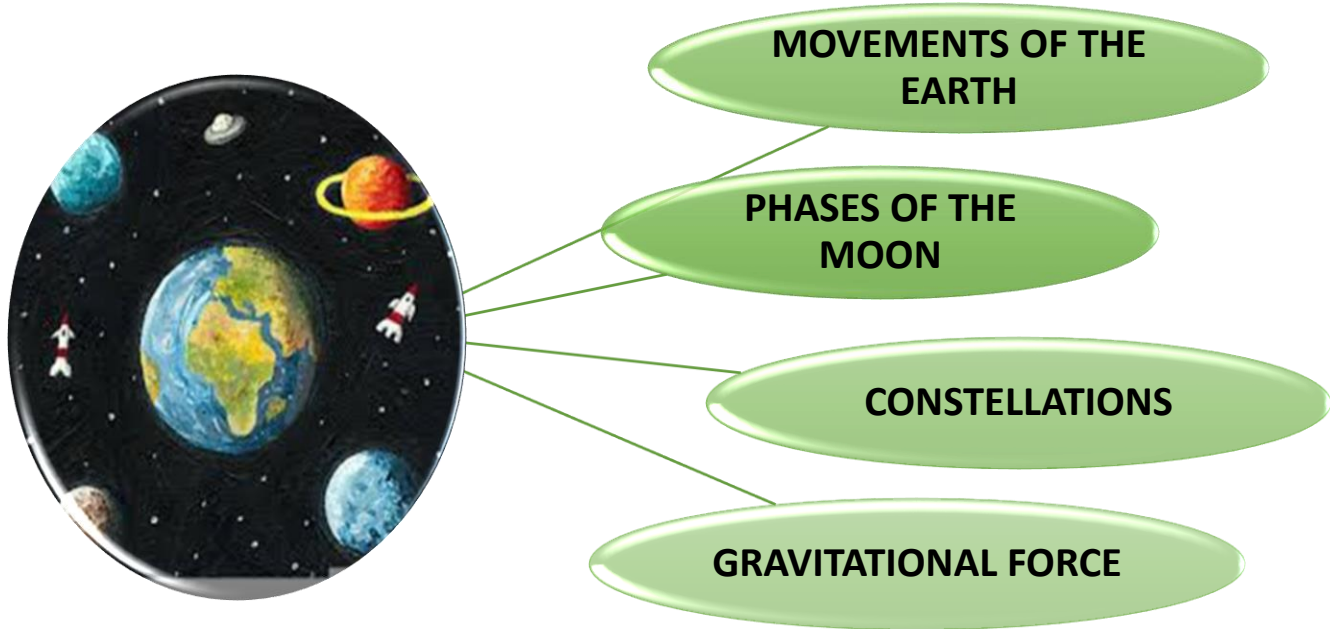 MOVEMENTS OF THE
EARTH
PHASES OF THE
MOON
CONSTELLATIONS
GRAVITATIONAL FORCE